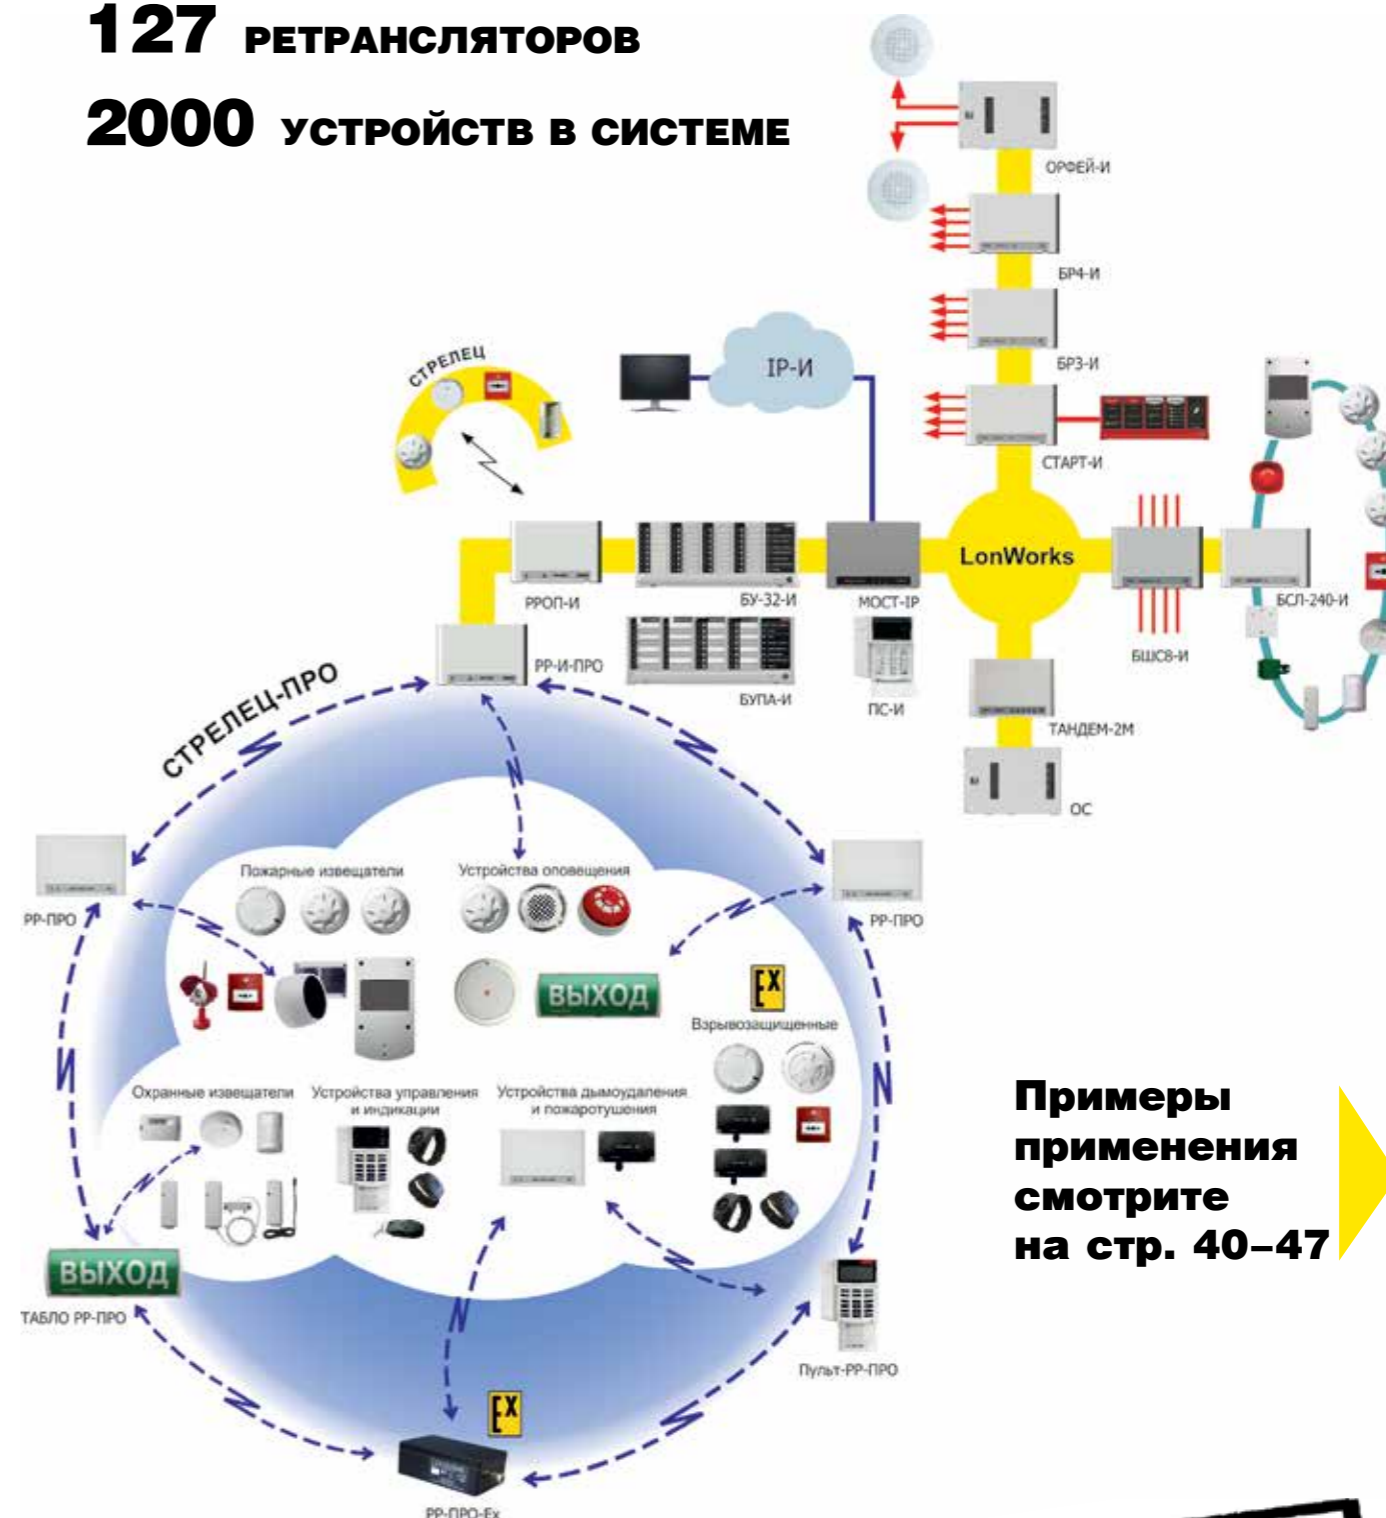 127 РЕТРАНСЛЯТОРОВ
2000 УСТРОЙСТВ В СИСТЕМЕ
ОРФЕЙ-И
БР4-И
БР3-И
СТАРТ-И
IP-И
СТРЕЛЕЦ
LonWorks
РРОП-И
БУ-32-И
МОСТ-IP
БСЛ-240-И
БШС8-И
РР-И-ПРО
БУПА-И
ПС-И
ТАНДЕМ-2М
ОС
СТРЕЛЕЦ-ПРО
РР-ПРО
РР-ПРО
Пожарные извещатели
Устройства оповещения
ВЫХОД
EX
Взрывозащищенные
Охранные извещатели
Устройства управления
и индикации
Устройства дымоудаления
и пожаротушения
Примеры
применения
смотрите
на стр. 40–47
ВЫХОД
ТАБЛО РР-ПРО
Пульт-РР-ПРО
EX
РР-ПРО-Ex